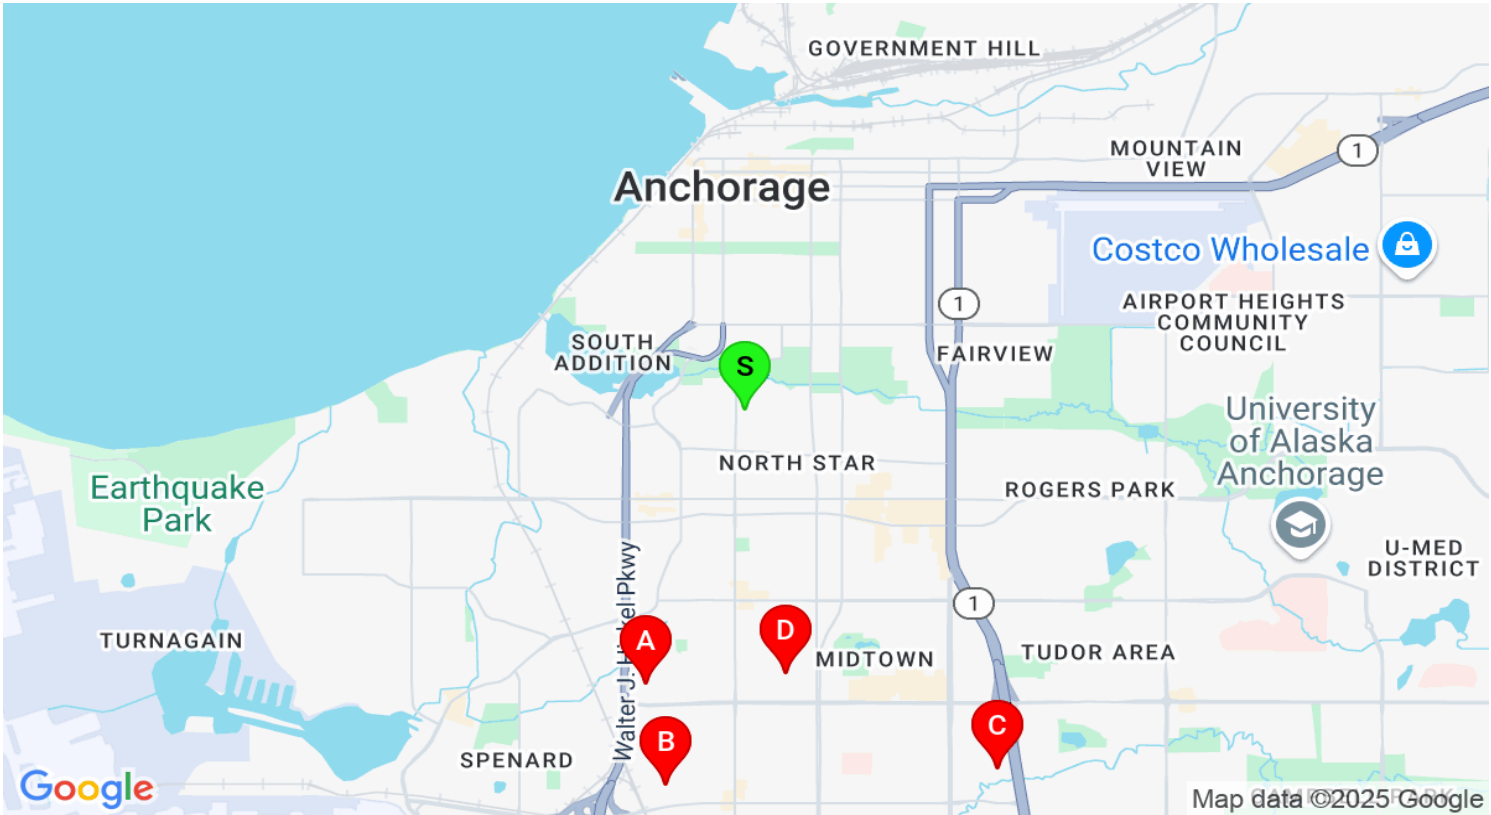 GOVERNMENT HILL
MOUNTAIN
VIEW
1
Anchorage
Costco Wholesale
AIRPORT HEIGHTS
COMMUNITY
COUNCIL
1
SOUTH
ADDITION
FAIRVIEW
S
University
of Alaska
Anchorage
NORTH STAR
Earthquake
Park
ROGERS PARK
U-MED
DISTRICT
Walter J. Hickel Pkwy
1
TURNAGAIN
A
D
MIDTOWN
TUDOR AREA
SPENARD
B
C
Google
Map data ©2025 Google